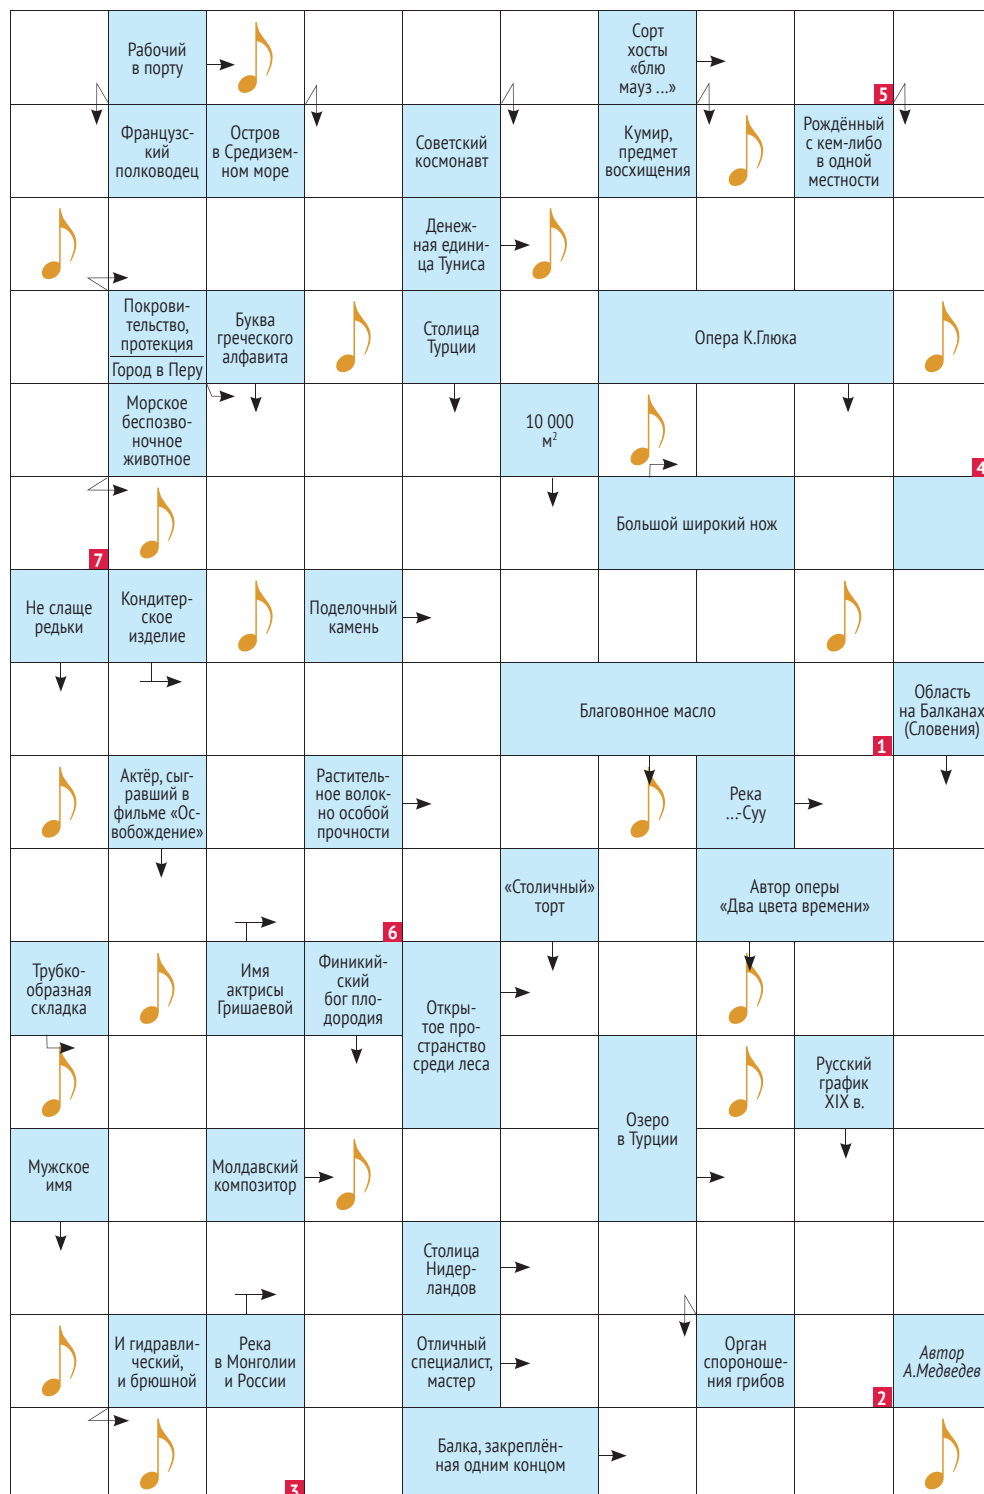 Рабочий
в порту
Сорт
хосты
«блю
мауз ...»
5
Французс-
кий
полководец
Остров
в Средизем-
ном море
Советский
космонавт
Кумир,
предмет
восхищения
Рождённый
с кем-либо
в одной
местности
Денеж-
ная едини-
ца Туниса
Покрови-
тельство,
протекция
Город в Перу
Буква
греческого
алфавита
Столица
Турции
Опера К.Глюка
Морское
беспозво-
ночное
животное
10 000
м²
4
7
Большой широкий нож
Не слаще
редьки
Кондитер-
ское
изделие
Поделочный
камень
Благовонное масло
1
Область
на Балканах
(Словения)
Актёр, сыг-
равший в
фильме «Ос-
вобождение»
Раститель-
ное волок-
но особой
прочности
Река
...-Суу
6
«Столичный»
торт
Автор оперы
«Два цвета времени»
Трубко-
образная
складка
Имя
актрисы
Гришаевой
Финикий-
ский
бог пло-
дородия
Откры-
тое про-
странство
среди леса
Озеро
в Турции
Русский
график
XIX в.
Мужское
имя
Молдавский
композитор
Столица
Нидер-
ландов
И гидравли-
ческий,
и брюшной
Река
в Монголии
и России
Отличный
специалист,
мастер
Орган
спороноше-
ния грибов
2
Автор
А.Медведев
3
Балка, закреплён-
ная одним концом